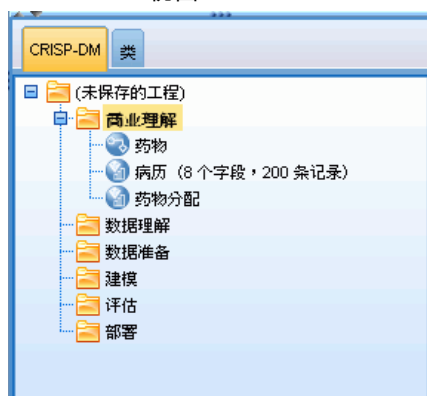 CRISP-DM 类
(未保存的工程)
商业理解
药物
病历（8 个字段，200 条记录）
药物分配
数据理解
数据准备
建模
评估
部署